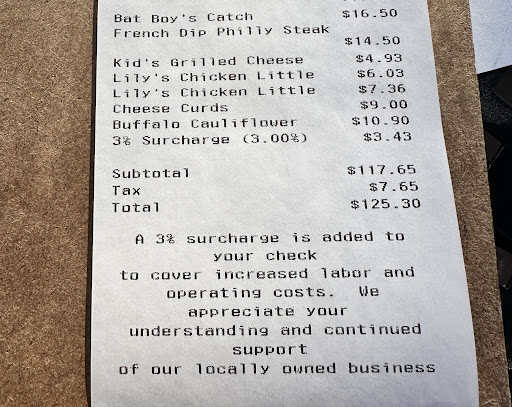 Bat Boy's Catch $16.50
French Dip Philly Steak
$14.50
Kid's Grilled Cheese $4.93
Lily's Chicken Little $6.03
Lily's Chicken Little $7.36
Cheese Curds $9.00
Buffalo Cauliflower $10.90
3% Surcharge (3.00%) $3.43
Subtotal $117.65
Tax $7.65
Total $125.30
A 3% surcharge is added to
your check
to cover increased labor and
operating costs. We
appreciate your
understanding and continued
support
of our locally owned business